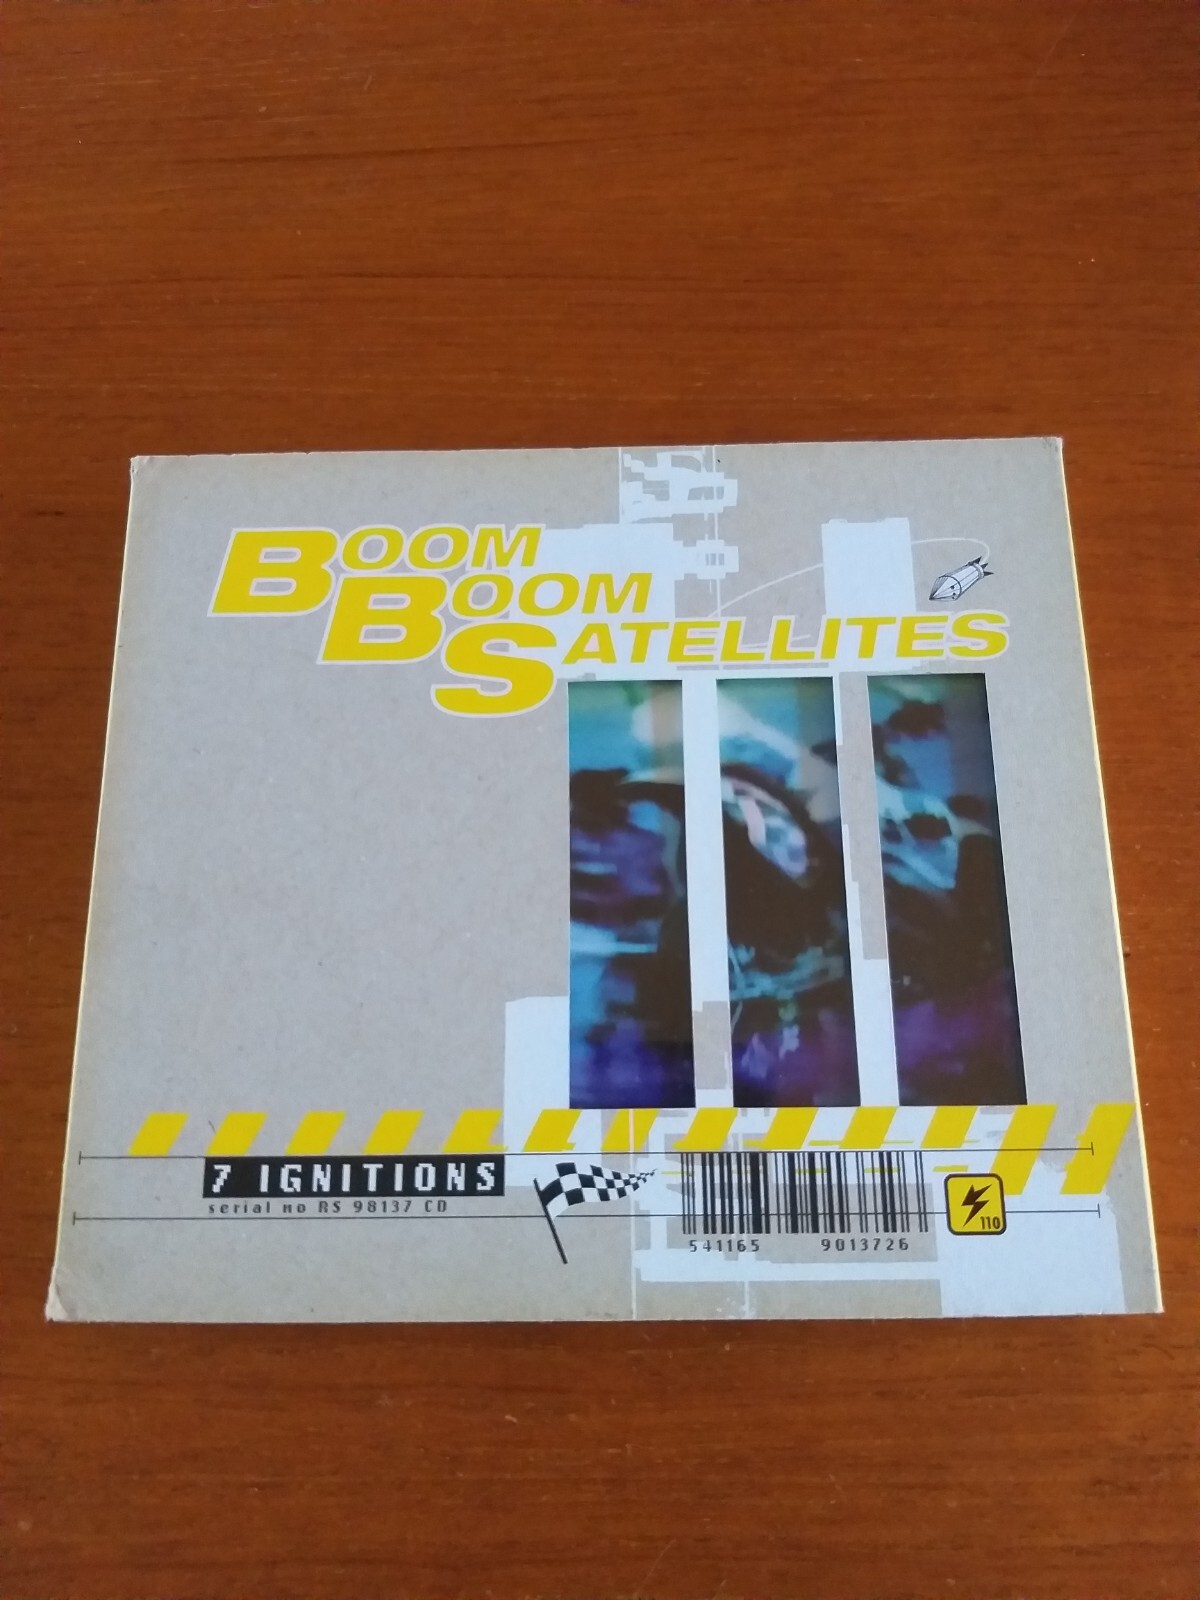 BOOM
BOOM
SATELLITES
7 IGNITIONS
serial no RS 98137 CD
541165 9013726
110